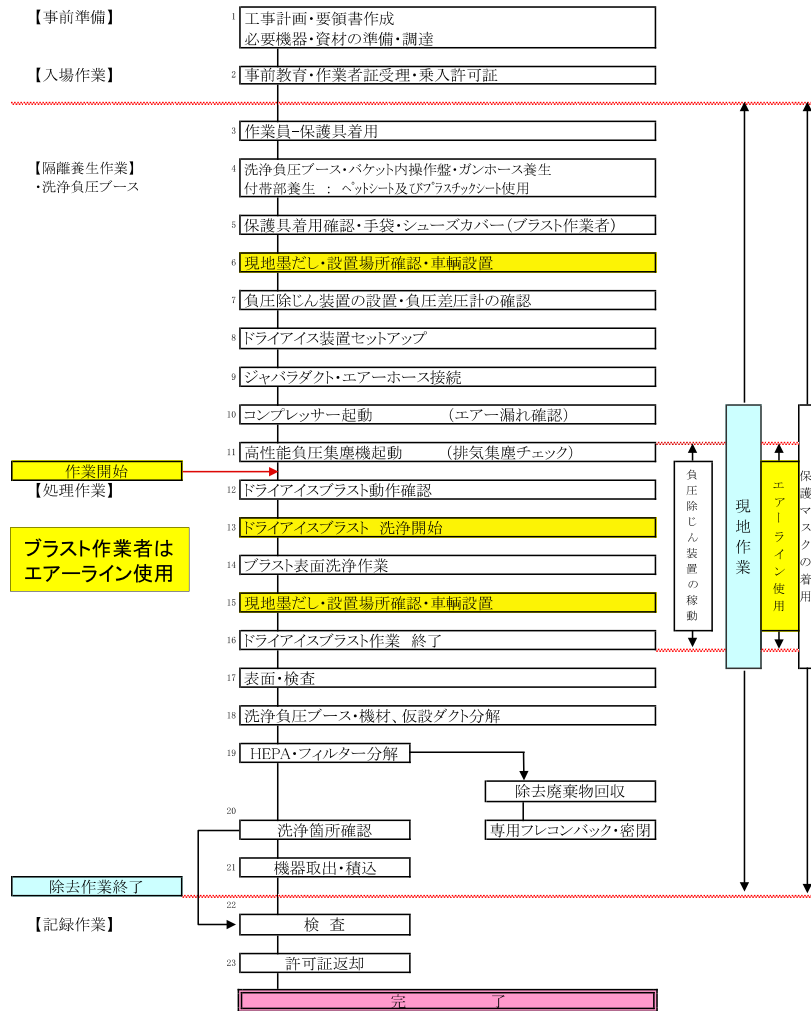 【事前準備】
1 工事計画・要領書作成
必要機器・資材の準備・調達
【入場作業】
2 事前教育・作業者証受理・乗入許可証
3 作業員-保護具着用
【隔離養生作業】
・洗浄負圧ブース
4 洗浄負圧ブース・バケット内操作盤・ガンホース養生
付帯部養生 : ペットシート及びプラスチックシート使用
5 保護具着用確認・手袋・シューズカバー(ブラスト作業者)
6 現地墨だし・設置場所確認・車輌設置
7 負圧除じん装置の設置・負圧差圧計の確認
8 ドライアイス装置セットアップ
9 ジャバラダクト・エアーホース接続
10 コンプレッサー起動 (エアー漏れ確認)
11 高性能負圧集塵機起動 (排気集塵チェック)
作業開始
【処理作業】
12 ドライアイスブラスト動作確認
13 ドライアイスブラスト 洗浄開始
ブラスト作業者は
エアーライン使用
14 ブラスト表面洗浄作業
15 現地墨だし・設置場所確認・車輌設置
16 ドライアイスブラスト作業 終了
負圧除じん装置の稼動
現地作業
エアーライン使用
保護マスクの着用
17 表面・検査
18 洗浄負圧ブース・機材、仮設ダクト分解
19 HEPA・フィルター分解
除去廃棄物回収
20 洗浄箇所確認
専用フレコンバック・密閉
21 機器取出・積込
除去作業終了
【記録作業】
22 検 査
23 許可証返却
完 了